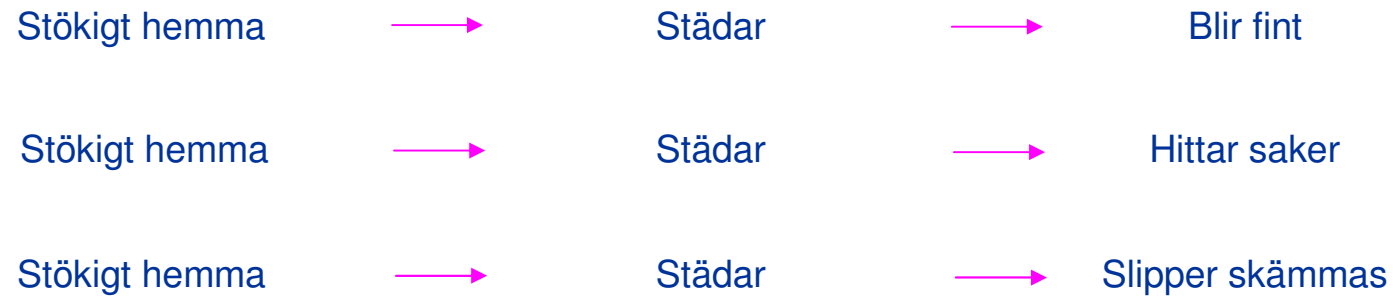 Stökigt hemma Städar Blir fint
Stökigt hemma Städar Hittar saker
Stökigt hemma Städar Slipper skämmas